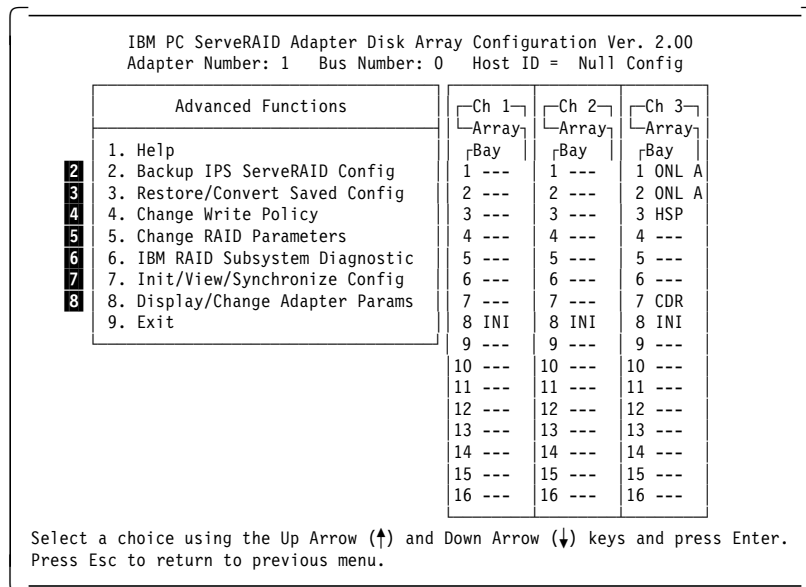 IBM PC ServeRAID Adapter Disk Array Configuration Ver. 2.00
Adapter Number: 1 Bus Number: 0 Host ID = Null Config
Advanced Functions Ch 1 Ch 2 Ch 3
Array Array Array
1. Help Bay Bay Bay
2 2. Backup IPS ServeRAID Config 1 --- 1 --- 1 ONL A
3 3. Restore/Convert Saved Config 2 --- 2 --- 2 ONL A
4 4. Change Write Policy 3 --- 3 --- 3 HSP
5 5. Change RAID Parameters 4 --- 4 --- 4 ---
6 6. IBM RAID Subsystem Diagnostic 5 --- 5 --- 5 ---
7 7. Init/View/Synchronize Config 6 --- 6 --- 6 ---
8 8. Display/Change Adapter Params 7 --- 7 --- 7 CDR
9. Exit 8 INI 8 INI 8 INI
9 --- 9 --- 9 ---
10 --- 10 --- 10 ---
11 --- 11 --- 11 ---
12 --- 12 --- 12 ---
13 --- 13 --- 13 ---
14 --- 14 --- 14 ---
15 --- 15 --- 15 ---
16 --- 16 --- 16 ---
Select a choice using the Up Arrow (↑) and Down Arrow (↓) keys and press Enter.
Press Esc to return to previous menu.